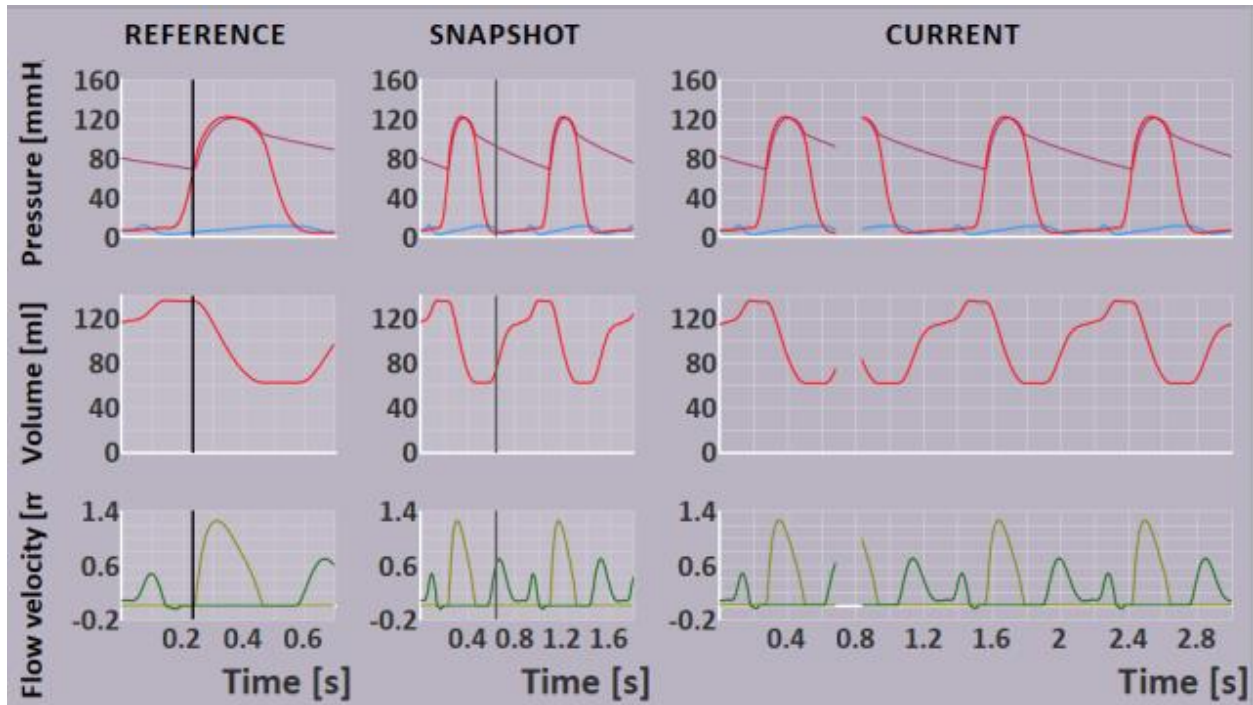 REFERENCE SNAPSHOT CURRENT
Pressure [mmH
160 160 160
120 120 120
80 80 80
40 40 40
0 0 0
Volume [ml]
120 120 120
80 80 80
40 40 40
0 0 0
Flow velocity [m
1.4 1.4 1.4
0.6 0.6 0.6
-0.2 -0.2 -0.2
0.2 0.4 0.6 0.4 0.8 1.2 1.6 0.4 0.8 1.2 1.6 2 2.4 2.8
Time [s] Time [s] Time [s]